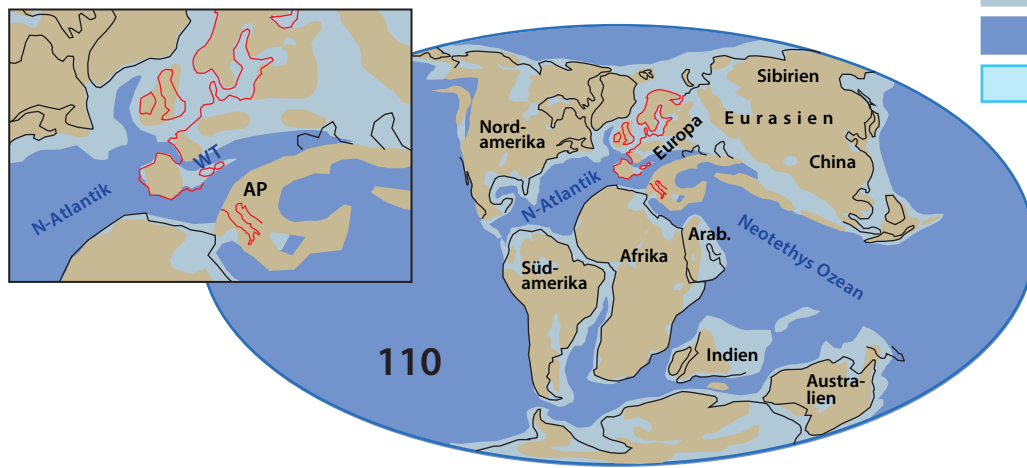 WT
AP
N-Atlantik
Sibirien
Eurasien
Nord-
amerika
Europa
China
N-Atlantik
Arab.
Afrika
Neotethys Ozean
Süd-
amerika
110
Indien
Austra-
lien